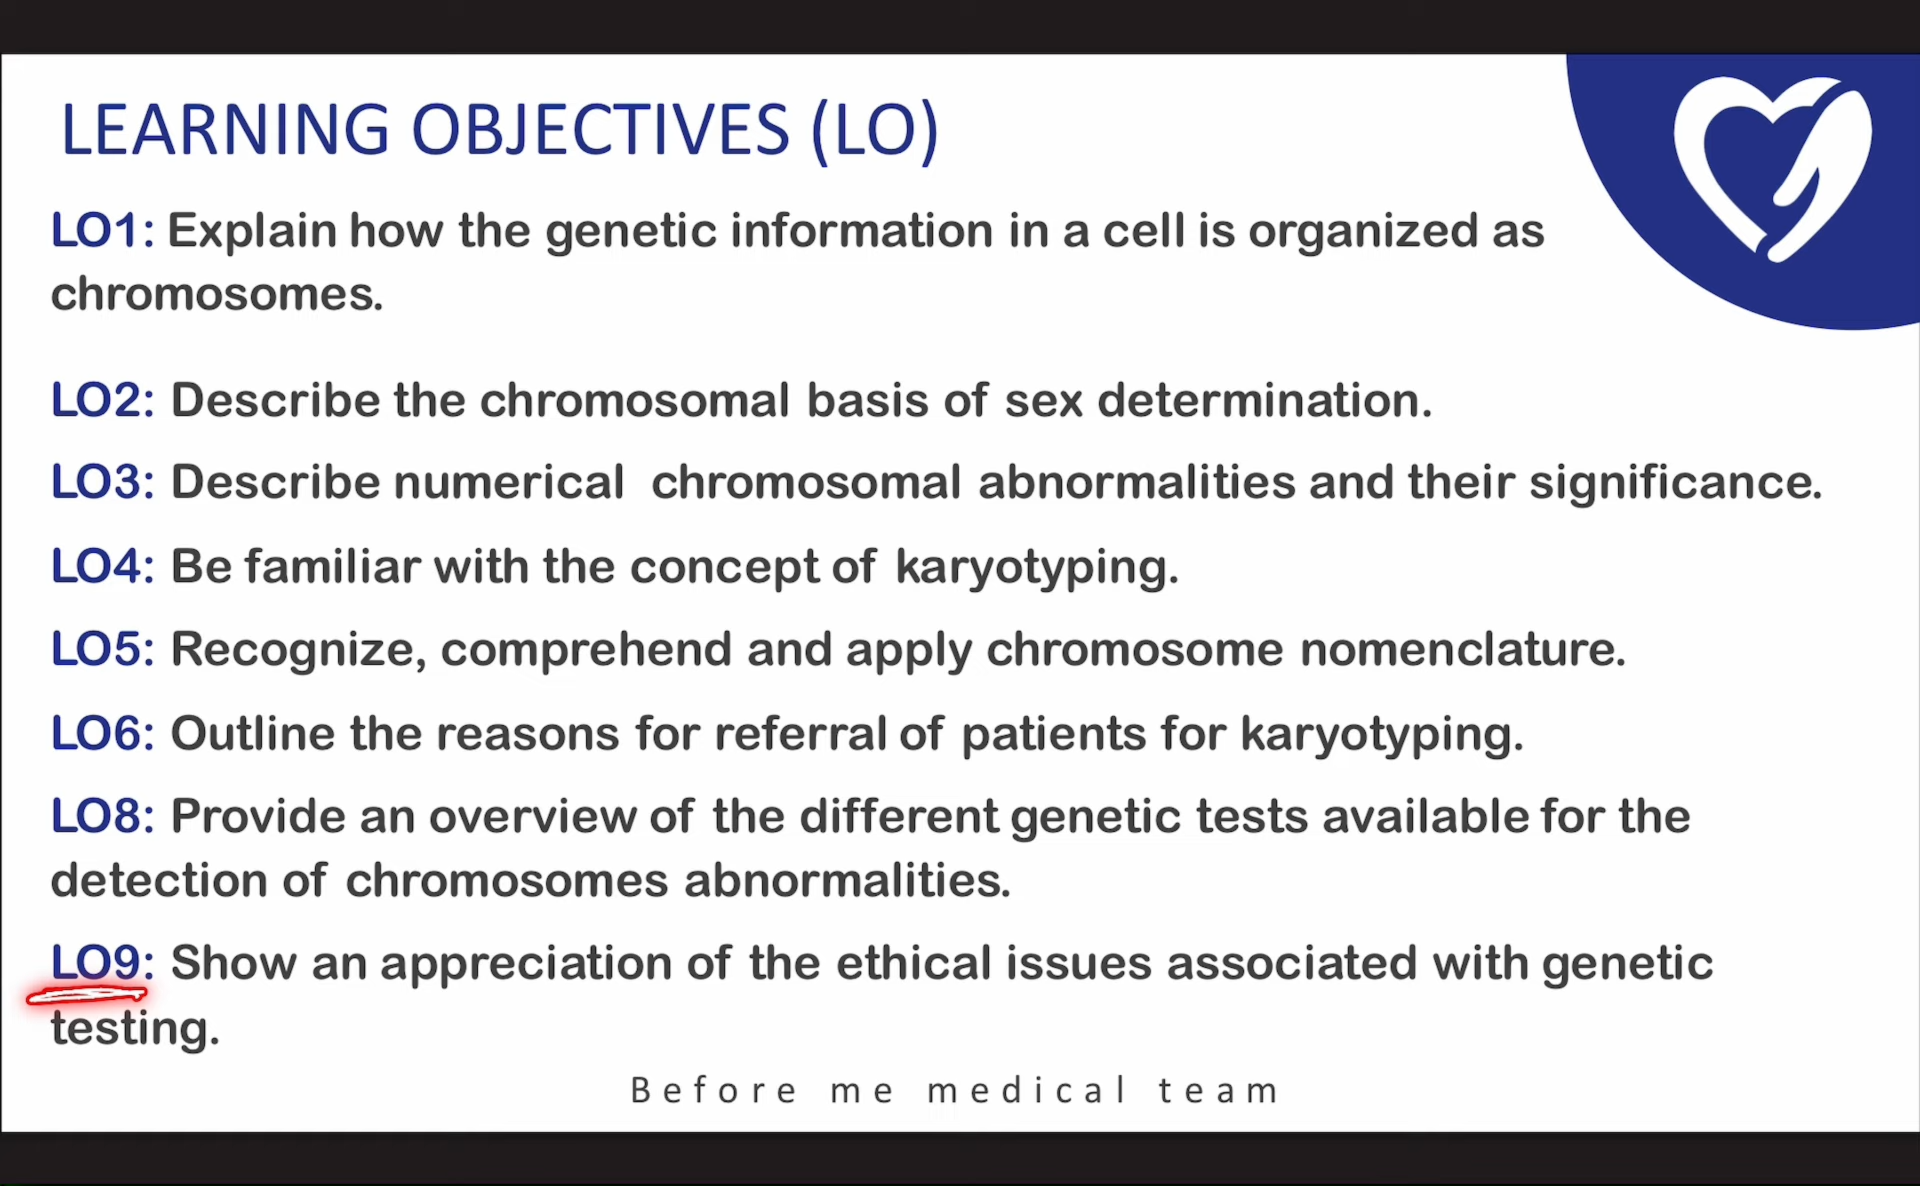 LEARNING OBJECTIVES (LO)
LO1: Explain how the genetic information in a cell is organized as
chromosomes.
LO2: Describe the chromosomal basis of sex determination.
LO3: Describe numerical chromosomal abnormalities and their significance.
LO4: Be familiar with the concept of karyotyping.
LO5: Recognize, comprehend and apply chromosome nomenclature.
LO6: Outline the reasons for referral of patients for karyotyping.
LO8: Provide an overview of the different genetic tests available for the
detection of chromosomes abnormalities.
LO9: Show an appreciation of the ethical issues associated with genetic
testing.
Before me medical team